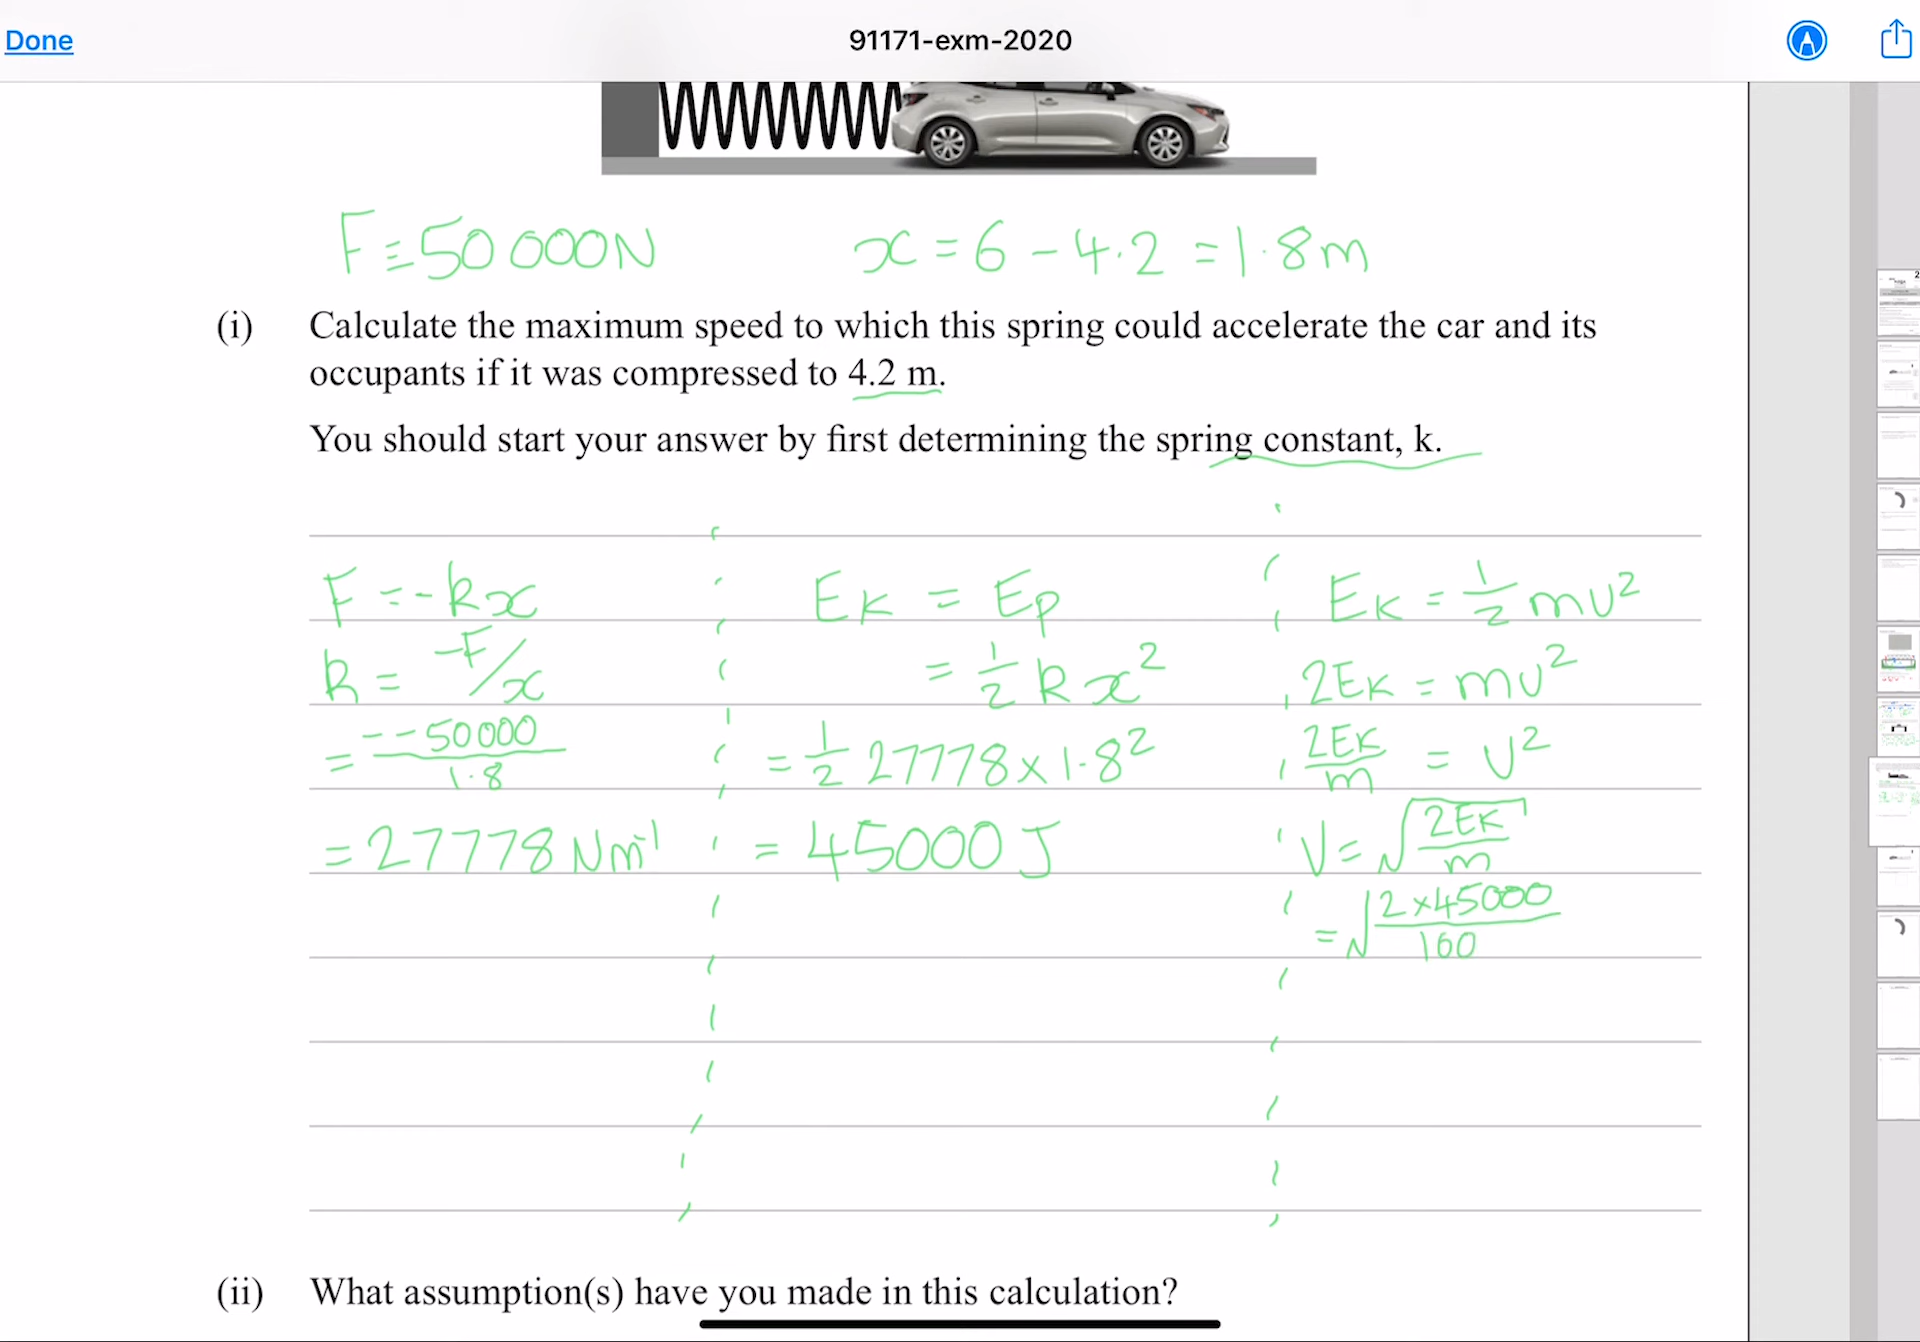 Done
91171-exm-2020
F = 50 000N
x = 6 - 4.2 = 1.8m
(i) Calculate the maximum speed to which this spring could accelerate the car and its
occupants if it was compressed to 4.2 m.
You should start your answer by first determining the spring constant, k.
F = -kx
k = -F/x
= --50000/1.8
= 27778 Nm⁻¹
Ek = Ep
= 1/2 kx²
= 1/2 27778 x 1.8²
= 45000 J
Ek = 1/2 mv²
2Ek = mv²
2Ek/m = v²
V = √2Ek/m
= √2x45000/160
(ii) What assumption(s) have you made in this calculation?